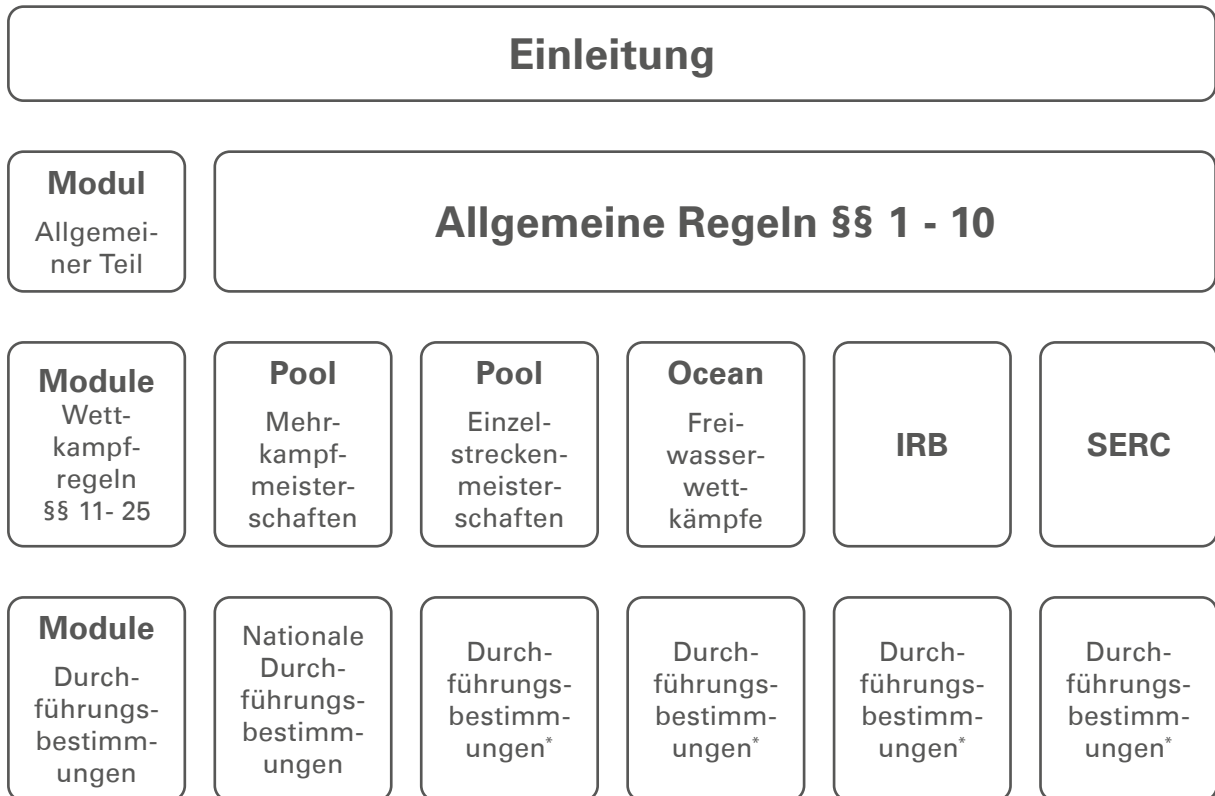 Einleitung
Modul
Allgemei-
ner Teil
Allgemeine Regeln §§ 1 - 10
Module
Wett-
kampf-
regeln
§§ 11- 25
Pool
Mehr-
kampf-
meister-
schaften
Pool
Einzel-
strecken-
meister-
schaften
Ocean
Frei-
wasser-
wett-
kämpfe
IRB
SERC
Module
Durch-
führungs-
bestimm-
ungen
Nationale
Durch-
führungs-
bestimm-
ungen
Durch-
führungs-
bestimm-
ungen*
Durch-
führungs-
bestimm-
ungen*
Durch-
führungs-
bestimm-
ungen*
Durch-
führungs-
bestimm-
ungen*